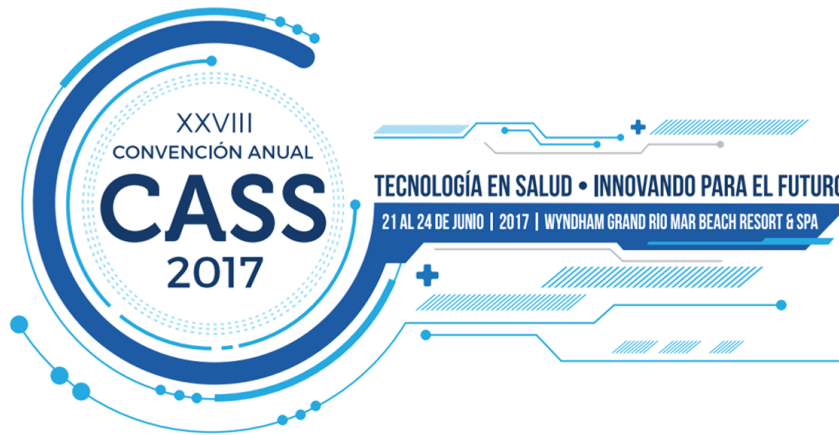 XXVIII
CONVENCIÓN ANUAL
CASS
2017
TECNOLOGÍA EN SALUD • INNOVANDO PARA EL FUTURO
21 AL 24 DE JUNIO | 2017 | WYNDHAM GRAND RIO MAR BEACH RESORT & SPA